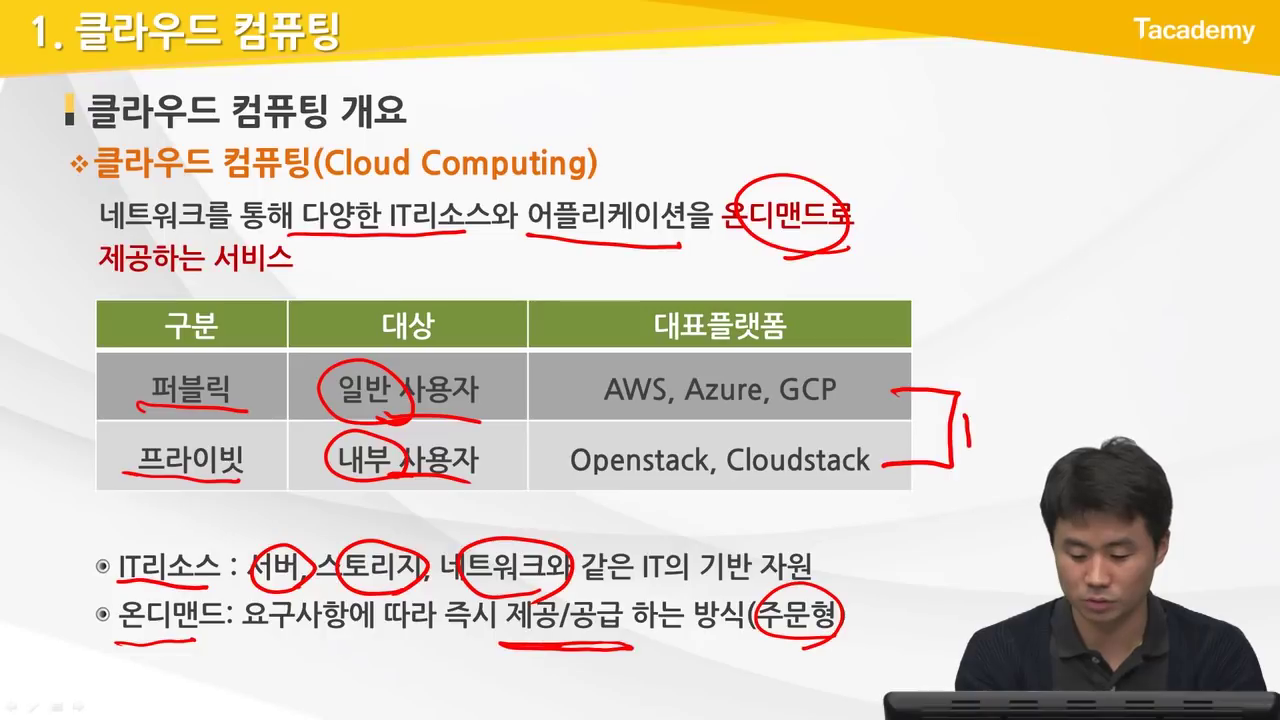 1. 클라우드 컴퓨팅
Tacademy
클라우드 컴퓨팅 개요
클라우드 컴퓨팅(Cloud Computing)
네트워크를 통해 다양한 IT리소스와 어플리케이션을 온디맨드로
제공하는 서비스
구분 대상 대표플랫폼
퍼블릭 일반 사용자 AWS, Azure, GCP
프라이빗 내부 사용자 Openstack, Cloudstack
IT리소스 : 서버, 스토리지, 네트워크와 같은 IT의 기반 자원
온디맨드: 요구사항에 따라 즉시 제공/공급 하는 방식(주문형)